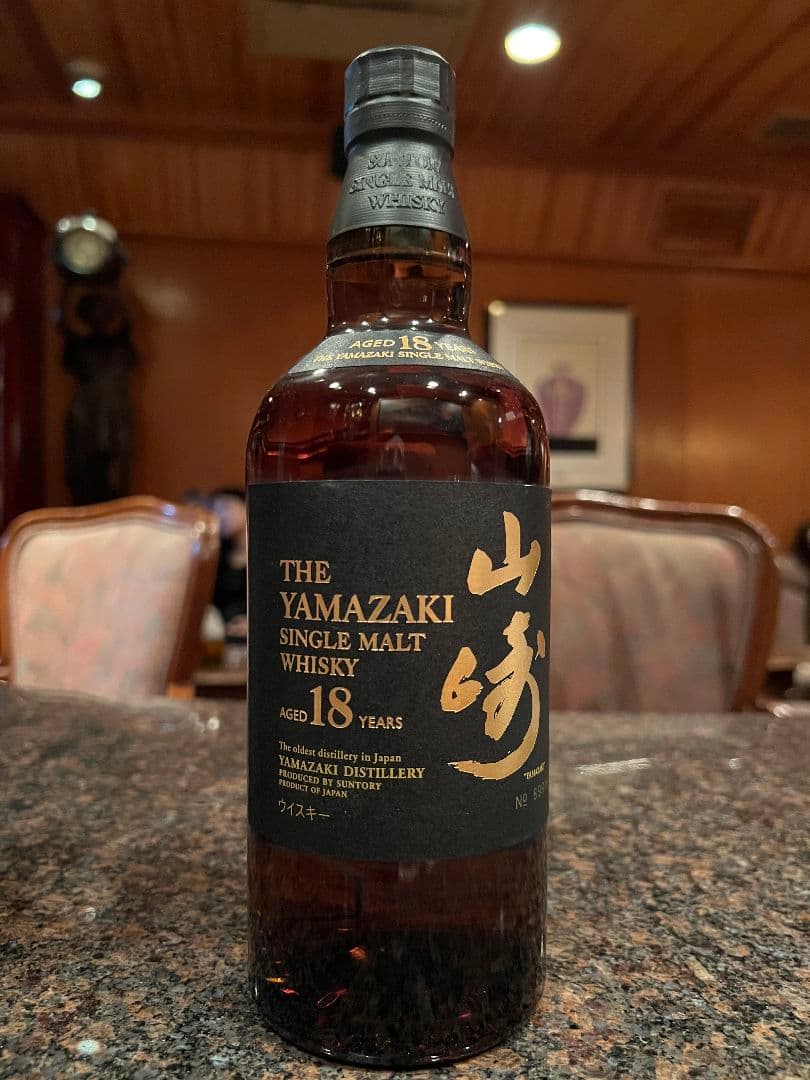 SUNTORY
SINGLE MALT
WHISKY
AGED 18 YEARS
THE YAMAZAKI SINGLE MALT WHISKY
THE
YAMAZAKI
SINGLE MALT
WHISKY
AGED 18 YEARS
The oldest distillery in Japan
YAMAZAKI DISTILLERY
PRODUCED BY SUNTORY
PRODUCT OF JAPAN
ウイスキー
山崎
"YAMAZAKI"
№